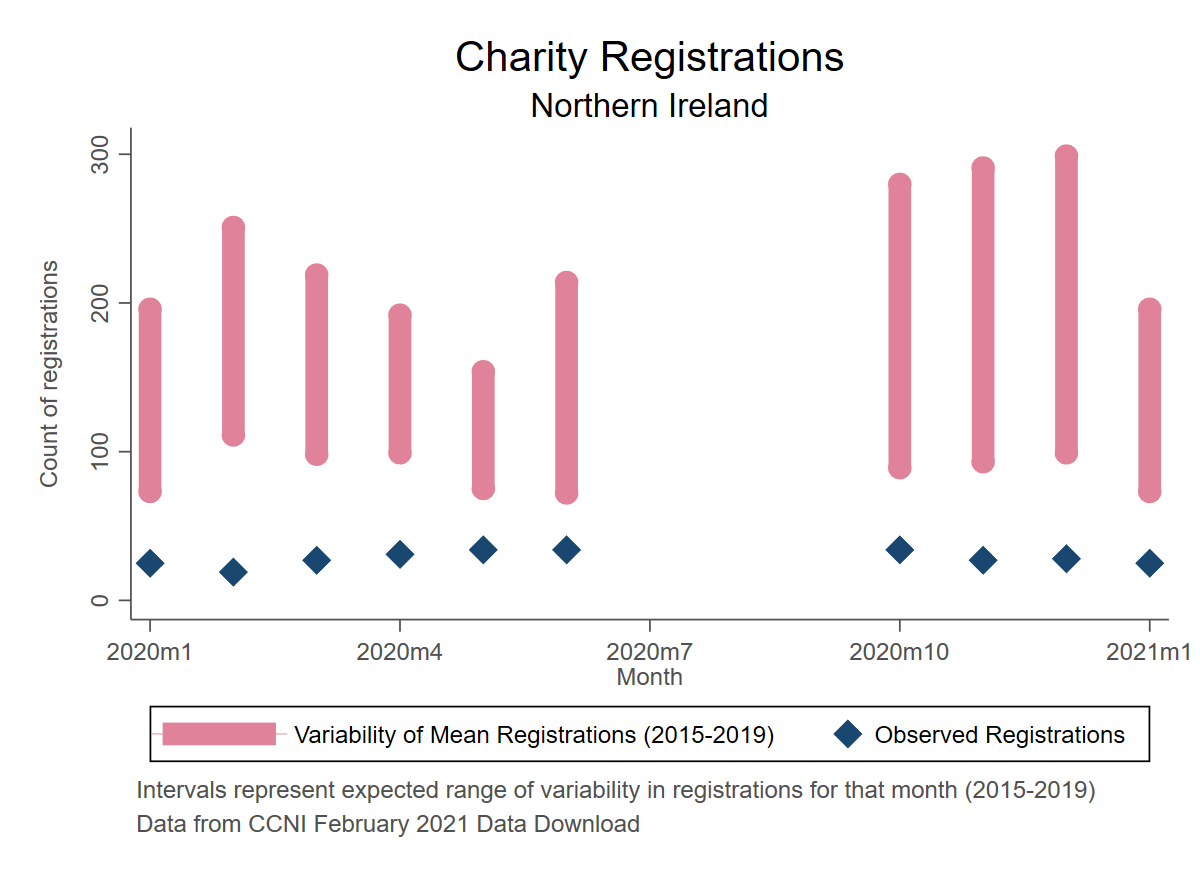 Charity Registrations
Northern Ireland
Count of registrations
300
200
100
0
2020m1 2020m4 2020m7 2020m10 2021m1
Month
Variability of Mean Registrations (2015-2019) Observed Registrations
Intervals represent expected range of variability in registrations for that month (2015-2019)
Data from CCNI February 2021 Data Download